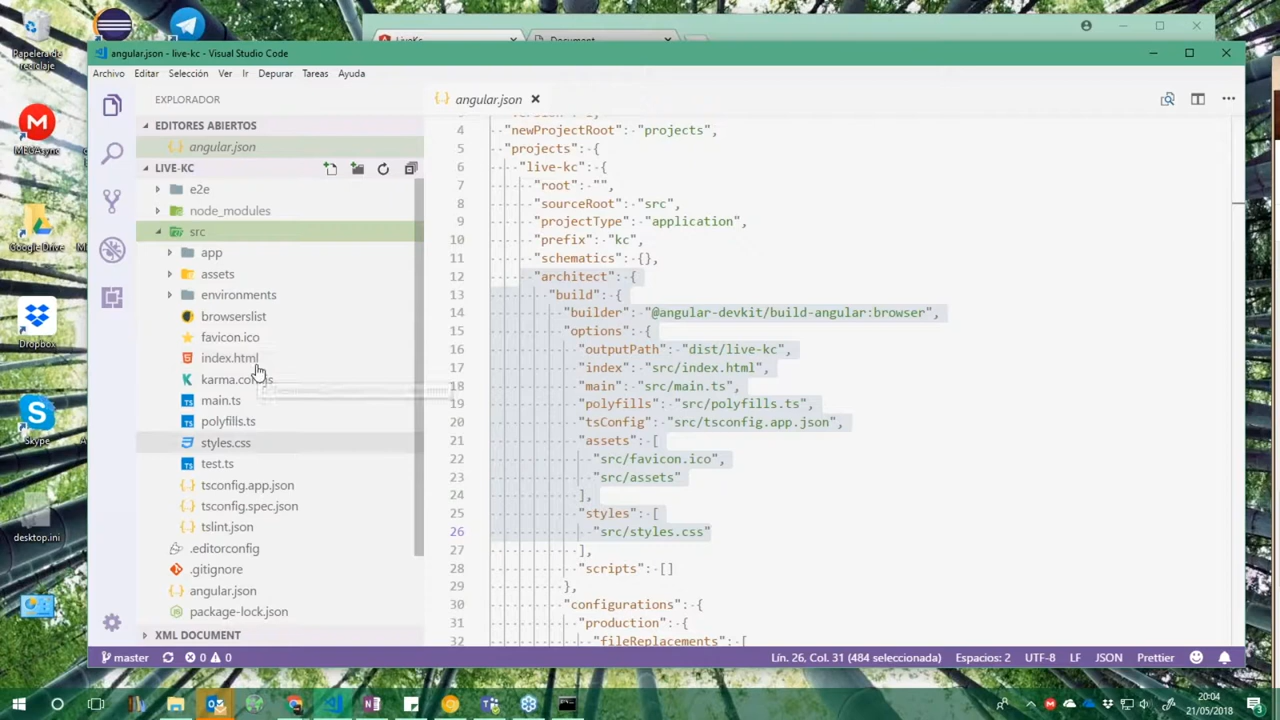 Papelera de
reciclaje
MEGAsync
Google Drive
Dropbox
Skype
desktop.ini
LiveKc
Document
angular.json - live-kc - Visual Studio Code
Archivo Editar Selección Ver Ir Depurar Tareas Ayuda
EXPLORADOR
EDITORES ABIERTOS
{} angular.json
LIVE-KC
e2e
node_modules
src
app
assets
environments
browserslist
favicon.ico
index.html
main.ts
polyfills.ts
styles.css
test.ts
{} tsconfig.app.json
{} tsconfig.spec.json
{} tslint.json
.editorconfig
.gitignore
{} angular.json
package-lock.json
XML DOCUMENT
{} angular.json
4 "newProjectRoot": "projects",
5 "projects": {
6 "live-kc": {
7 "root": "",
8 "sourceRoot": "src",
9 "projectType": "application",
10 "prefix": "kc",
11 "schematics": {},
12 "architect": {
13 "build": {
14 "builder": "@angular-devkit/build-angular:browser",
15 "options": {
16 "outputPath": "dist/live-kc",
17 "index": "src/index.html",
18 "main": "src/main.ts",
19 "polyfills": "src/polyfills.ts",
20 "tsConfig": "src/tsconfig.app.json",
21 "assets": [
22 "src/favicon.ico",
23 "src/assets"
24 ],
25 "styles": [
26 "src/styles.css"
27 ],
28 "scripts": []
29 },
30 "configurations": {
31 "production": {
32 "fileReplacements": [
master 0 0 Lín. 26, Col. 31 (484 seleccionada) Espacios: 2 UTF-8 LF JSON Prettier
20:04
21/05/2018
3